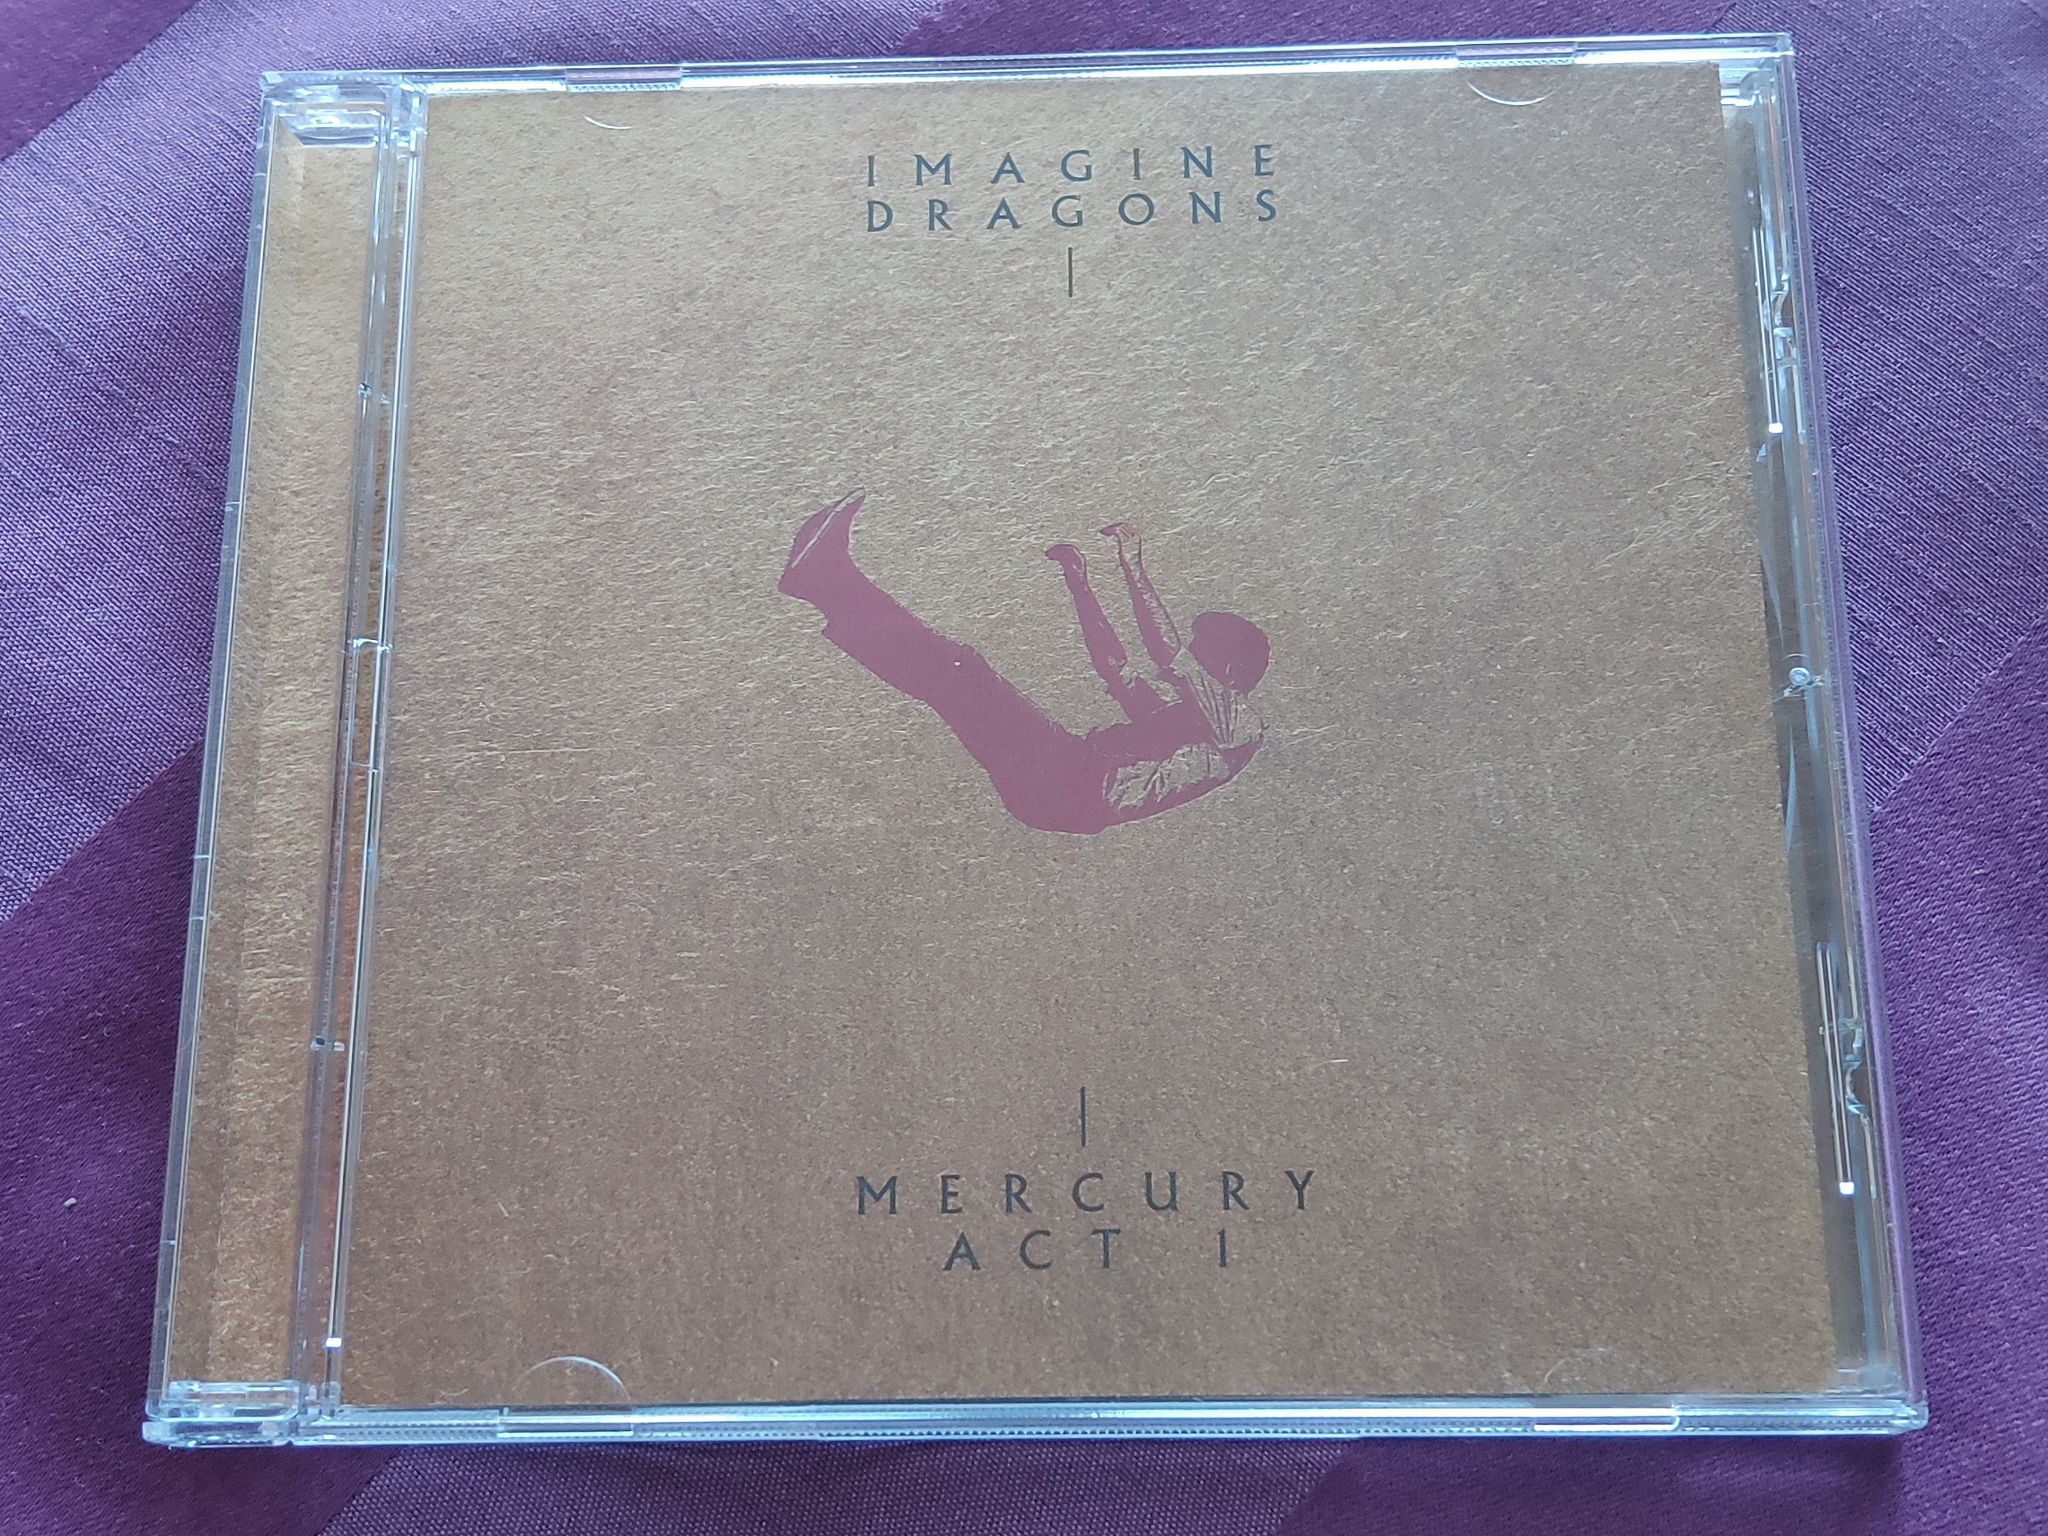 IMAGINE
DRAGONS
MERCURY
ACT 1